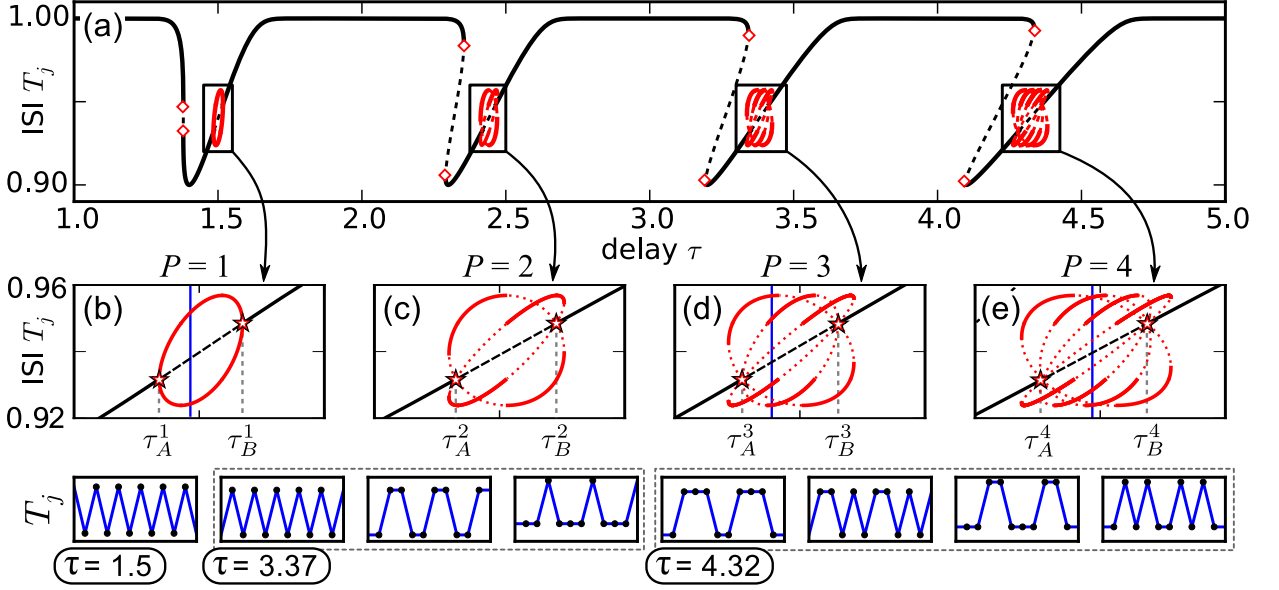 1.00
(a)
ISI T_j
0.90
1.0 1.5 2.0 2.5 3.0 3.5 4.0 4.5 5.0
delay τ
P = 1 P = 2 P = 3 P = 4
0.96
(b) (c) (d) (e)
ISI T_j
0.92
τ_A^1 τ_B^1 τ_A^2 τ_B^2 τ_A^3 τ_B^3 τ_A^4 τ_B^4
T_j
τ = 1.5 τ = 3.37 τ = 4.32